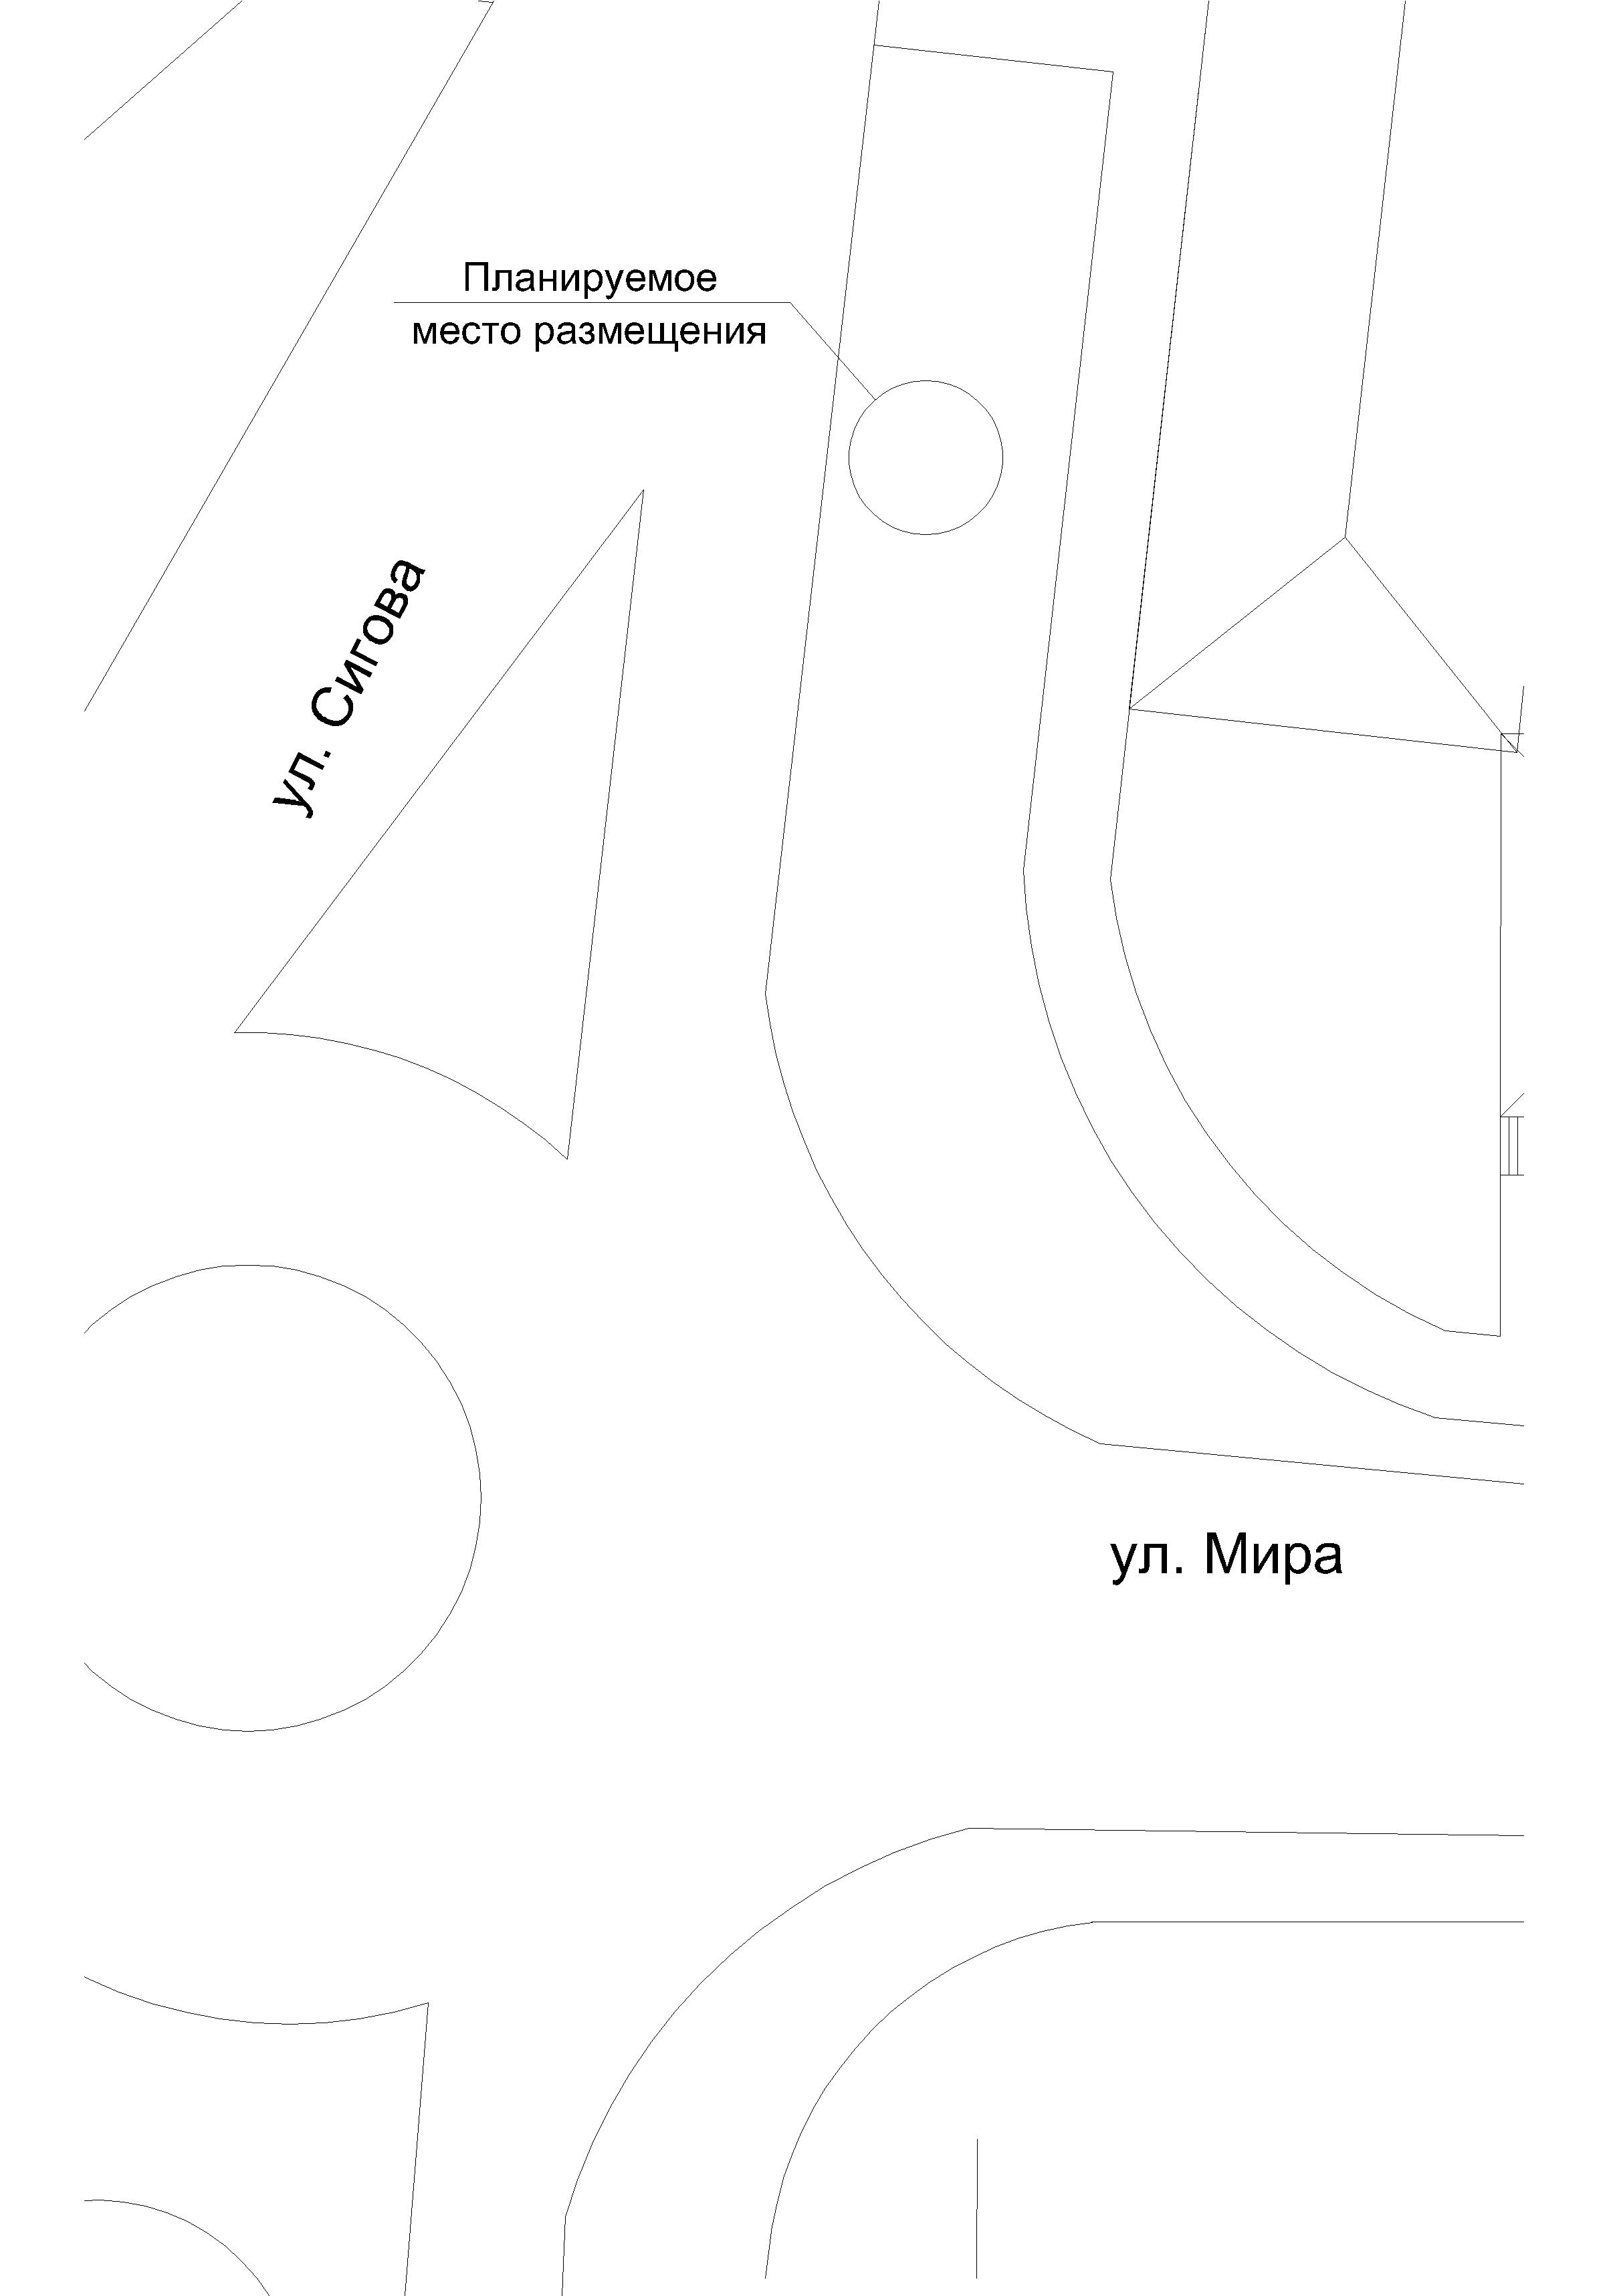 Планируемое
место размещения
ул. Сигова
ул. Мира